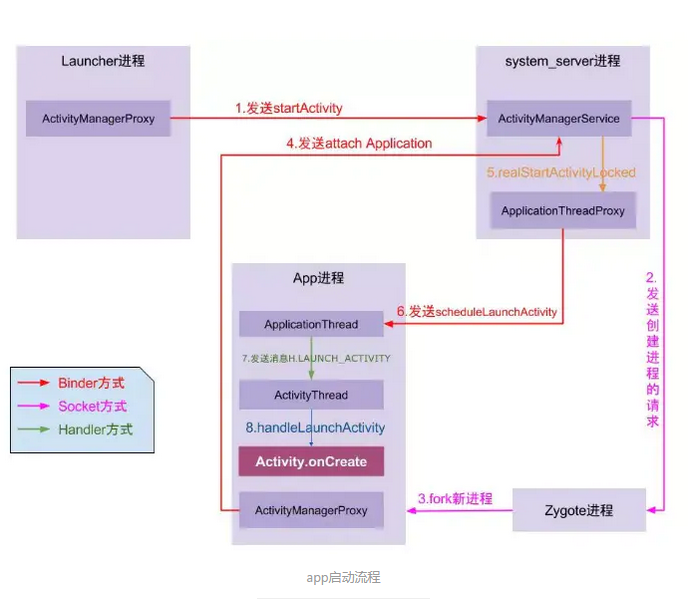 Launcher进程
system_server进程
ActivityManagerProxy
1.发送startActivity
ActivityManagerService
4.发送attach Application
5.realStartActivityLocked
ApplicationThreadProxy
App进程
2.发送创建进程的请求
6.发送scheduleLaunchActivity
ApplicationThread
7.发送消息H.LAUNCH_ACTIVITY
Binder方式
ActivityThread
Socket方式
8.handleLaunchActivity
Handler方式
Activity.onCreate
3.fork新进程
ActivityManagerProxy
Zygote进程
app启动流程